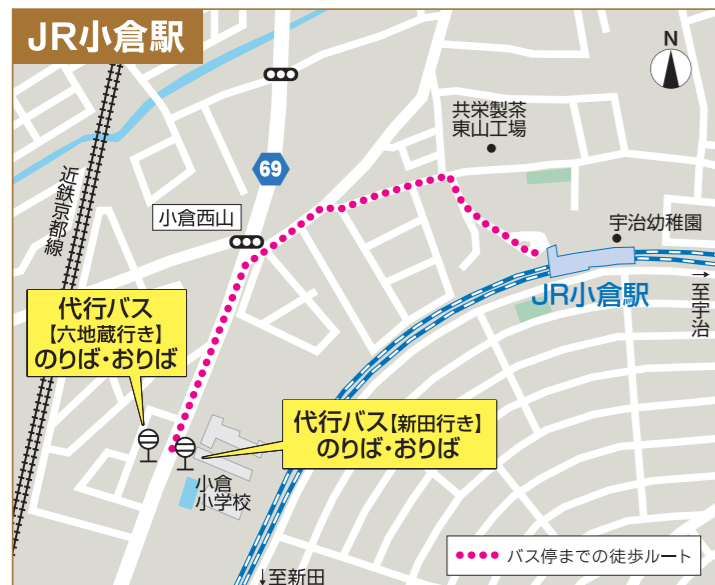 JR小倉駅
N
共栄製茶
東山工場
69
近鉄京都線
小倉西山
宇治幼稚園
JR小倉駅
→至宇治
代行バス
【六地蔵行き】
のりば・おりば
代行バス【新田行き】
のりば・おりば
小倉
小学校
バス停までの徒歩ルート
↓至新田